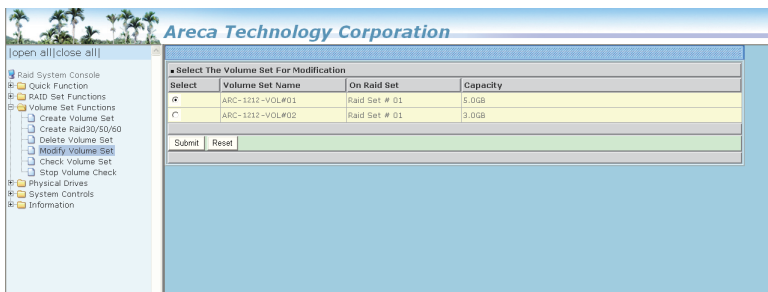 Areca Technology Corporation
|open all|close all|
Raid System Console
Quick Function
RAID Set Functions
Volume Set Functions
Create Volume Set
Create Raid30/50/60
Delete Volume Set
Modify Volume Set
Check Volume Set
Stop Volume Check
Physical Drives
System Controls
Information
Select The Volume Set For Modification
Select Volume Set Name On Raid Set Capacity
ARC-1212-VOL#01 Raid Set # 01 5.0GB
ARC-1212-VOL#02 Raid Set # 01 3.0GB
Submit Reset